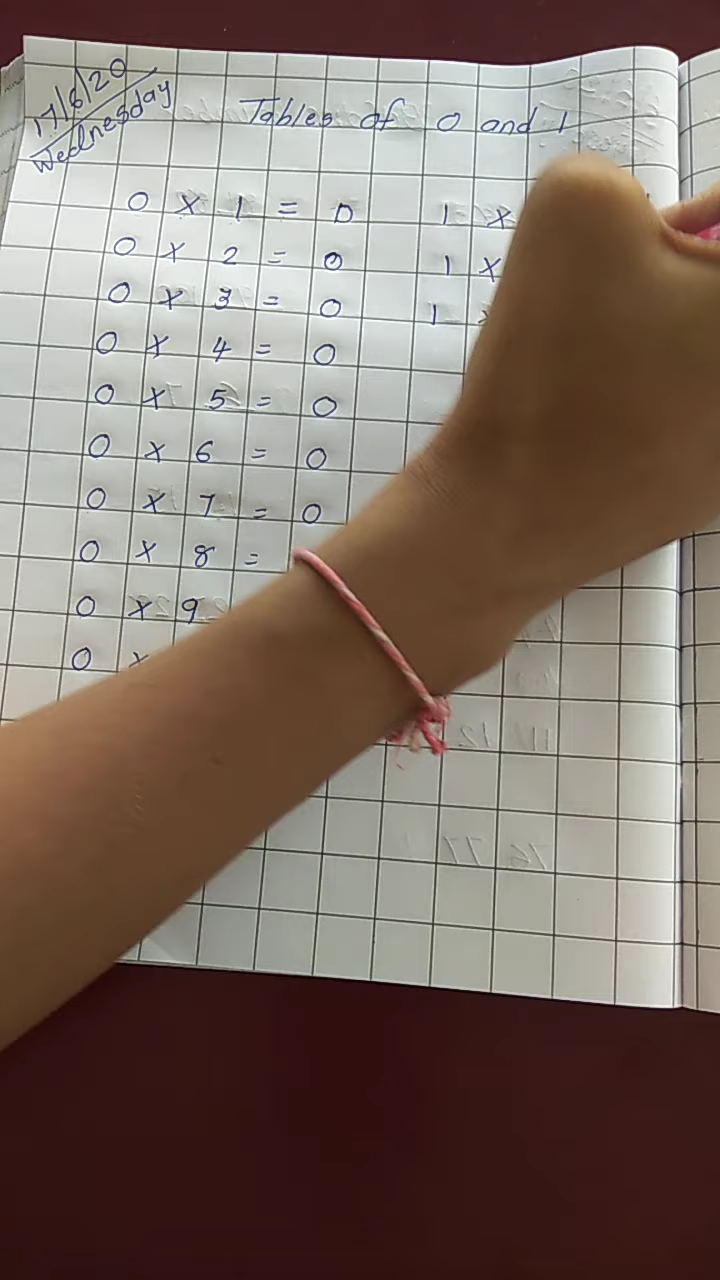 17/6/20
Wednesday
Tables of 0 and 1
0 x 1 = 0 1 x
0 x 2 = 0 1 x
0 x 3 = 0 1 x
0 x 4 = 0
0 x 5 = 0
0 x 6 = 0
0 x 7 = 0
0 x 8 =
0 x 9
0 x